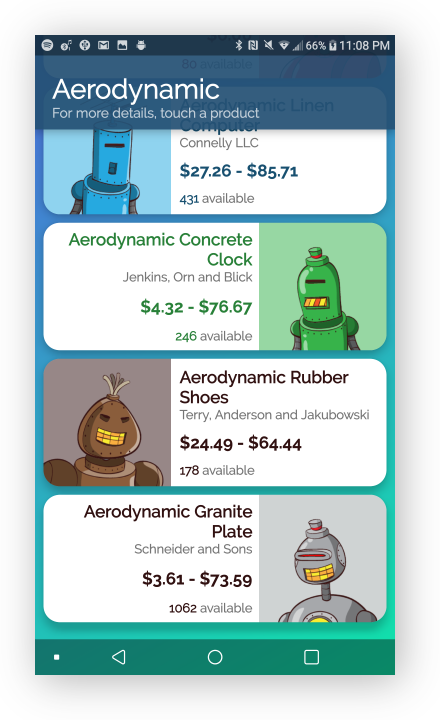 66% 11:08 PM
80 available
Aerodynamic
For more details, touch a product
Aerodynamic Linen
Computer
Connelly LLC
$27.26 - $85.71
431 available
Aerodynamic Concrete
Clock
Jenkins, Orn and Blick
$4.32 - $76.67
246 available
Aerodynamic Rubber
Shoes
Terry, Anderson and Jakubowski
$24.49 - $64.44
178 available
Aerodynamic Granite
Plate
Schneider and Sons
$3.61 - $73.59
1062 available